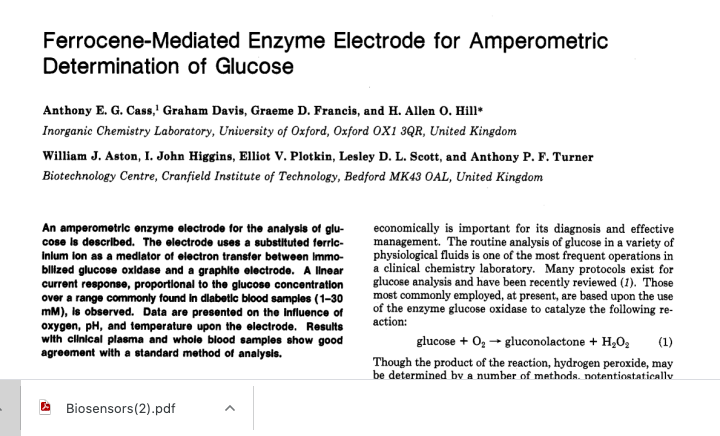 Ferrocene-Mediated Enzyme Electrode for Amperometric
Determination of Glucose
Anthony E. G. Cass,¹ Graham Davis, Graeme D. Francis, and H. Allen O. Hill*
Inorganic Chemistry Laboratory, University of Oxford, Oxford OX1 3QR, United Kingdom
William J. Aston, I. John Higgins, Elliot V. Plotkin, Lesley D. L. Scott, and Anthony P. F. Turner
Biotechnology Centre, Cranfield Institute of Technology, Bedford MK43 OAL, United Kingdom
An amperometric enzyme electrode for the analysis of glu-
cose is described. The electrode uses a substituted ferric-
inium ion as a mediator of electron transfer between immo-
bilized glucose oxidase and a graphite electrode. A linear
current response, proportional to the glucose concentration
over a range commonly found in diabetic blood samples (1–30
mM), is observed. Data are presented on the influence of
oxygen, pH, and temperature upon the electrode. Results
with clinical plasma and whole blood samples show good
agreement with a standard method of analysis.
economically is important for its diagnosis and effective
management. The routine analysis of glucose in a variety of
physiological fluids is one of the most frequent operations in
a clinical chemistry laboratory. Many protocols exist for
glucose analysis and have been recently reviewed (1). Those
most commonly employed, at present, are based upon the use
of the enzyme glucose oxidase to catalyze the following re-
action:
glucose + O₂ → gluconolactone + H₂O₂ (1)
Though the product of the reaction, hydrogen peroxide, may
be determined by a number of methods, potentiostatically
Biosensors(2).pdf